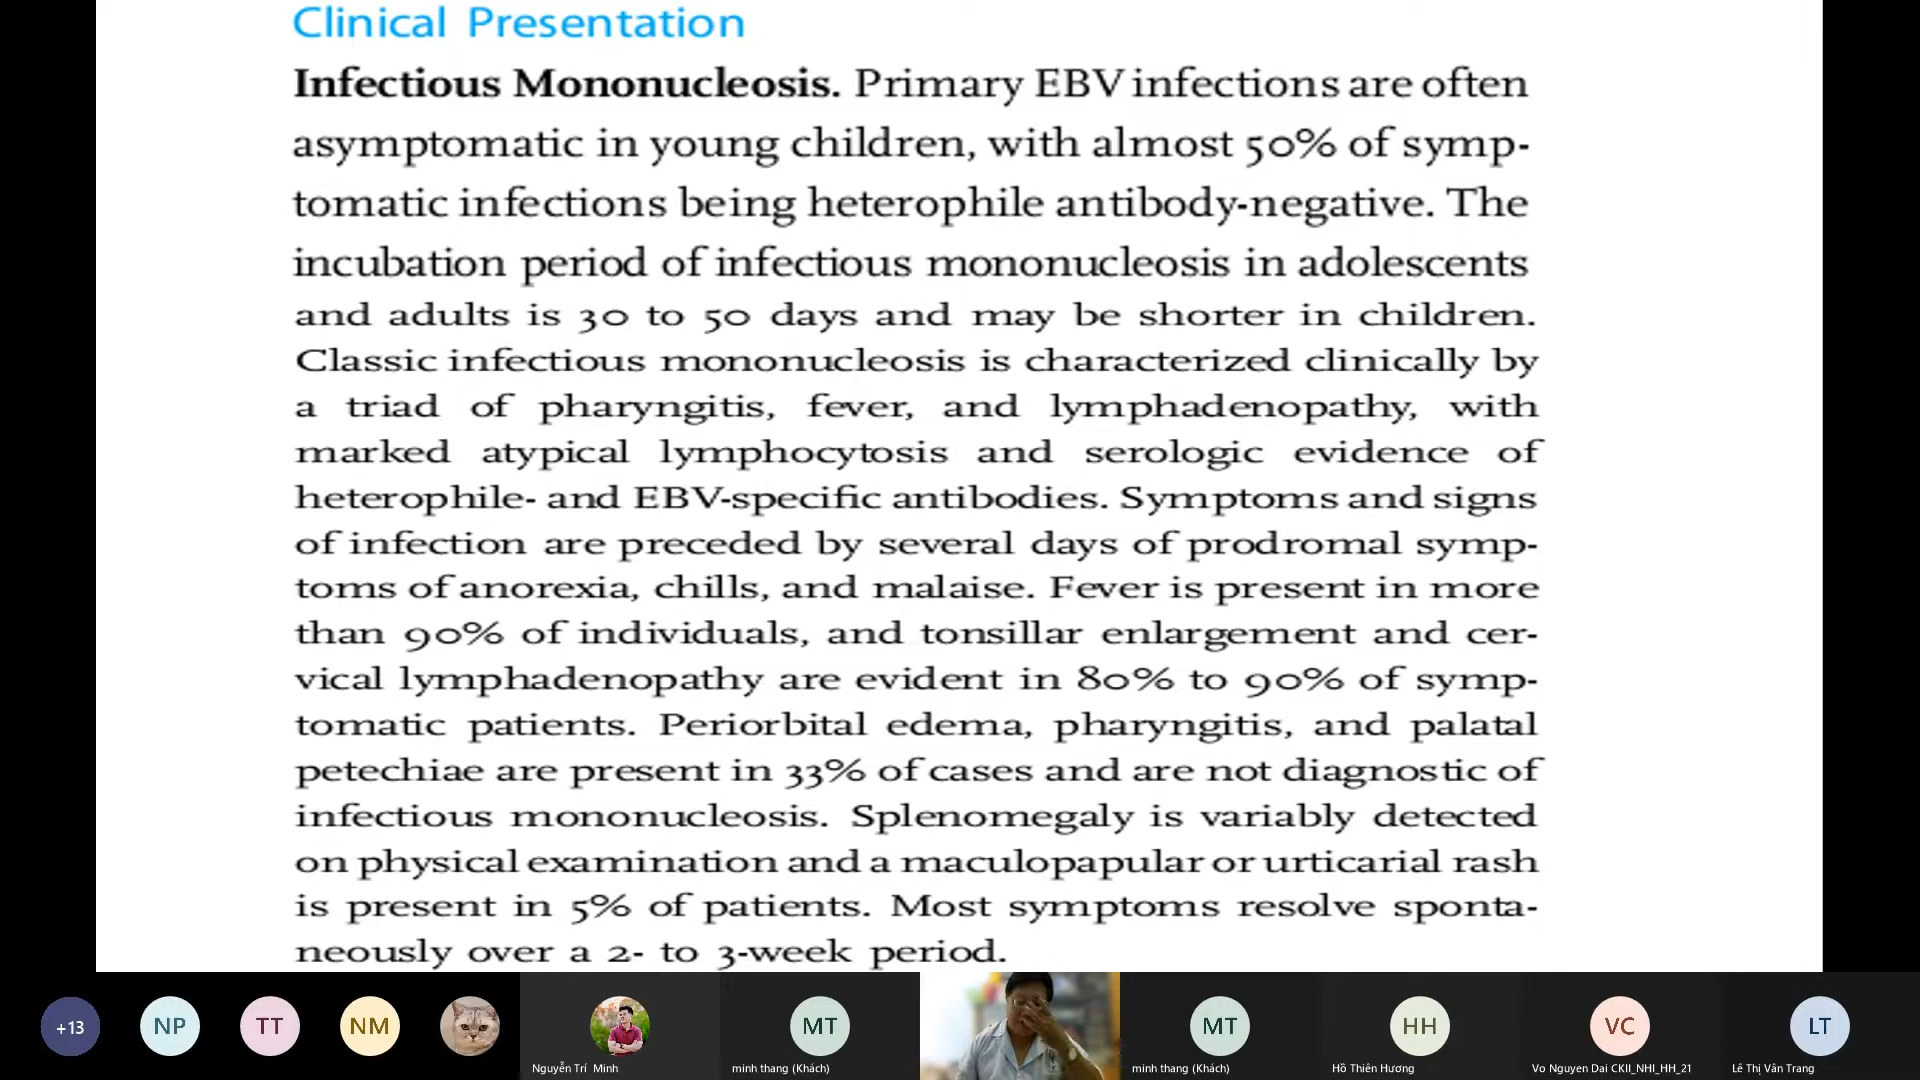 Clinical Presentation
Infectious Mononucleosis. Primary EBV infections are often
asymptomatic in young children, with almost 50% of symp-
tomatic infections being heterophile antibody-negative. The
incubation period of infectious mononucleosis in adolescents
and adults is 30 to 50 days and may be shorter in children.
Classic infectious mononucleosis is characterized clinically by
a triad of pharyngitis, fever, and lymphadenopathy, with
marked atypical lymphocytosis and serologic evidence of
heterophile- and EBV-specific antibodies. Symptoms and signs
of infection are preceded by several days of prodromal symp-
toms of anorexia, chills, and malaise. Fever is present in more
than 90% of individuals, and tonsillar enlargement and cer-
vical lymphadenopathy are evident in 80% to 90% of symp-
tomatic patients. Periorbital edema, pharyngitis, and palatal
petechiae are present in 33% of cases and are not diagnostic of
infectious mononucleosis. Splenomegaly is variably detected
on physical examination and a maculopapular or urticarial rash
is present in 5% of patients. Most symptoms resolve sponta-
neously over a 2- to 3-week period.
+13
NP
TT
NM
Nguyễn Trí Minh
MT
minh thang (Khách)
MT
minh thang (Khách)
HH
Hồ Thiên Hương
VC
Vo Nguyen Dai CKII_NHI_HH_21
LT
Lê Thị Vân Trang